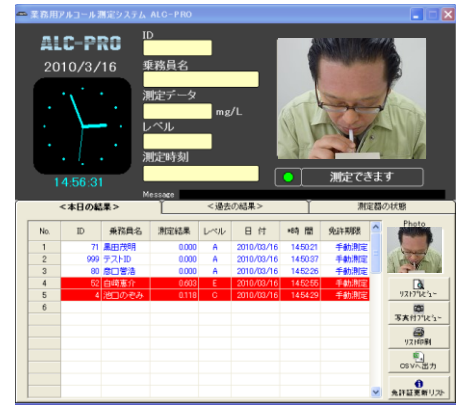 業務用アルコール測定システム ALC-PRO
ALC-PRO
2010/3/16
14:56:31
ID
乗務員名
測定データ
mg/L
レベル
測定時刻
測定できます
Message
＜本日の結果＞ ＜過去の結果＞ 測定器の状態
No. ID 乗務員名 測定結果 レベル 日 付 時 間 免許期限
1 71 黒田茂明 0.000 A 2010/03/16 14:50:21 手動測定
2 999 テストID 0.000 A 2010/03/16 14:50:37 手動測定
3 80 窓口管浩 0.000 A 2010/03/16 14:52:26 手動測定
4 52 白崎憲介 0.603 E 2010/03/16 14:52:55 手動測定
5 4 池口のぞみ 0.118 C 2010/03/16 14:54:29 手動測定
6
Photo
リストプレビュー
写真付プレビュー
リスト印刷
CSVへ出力
免許証更新リスト